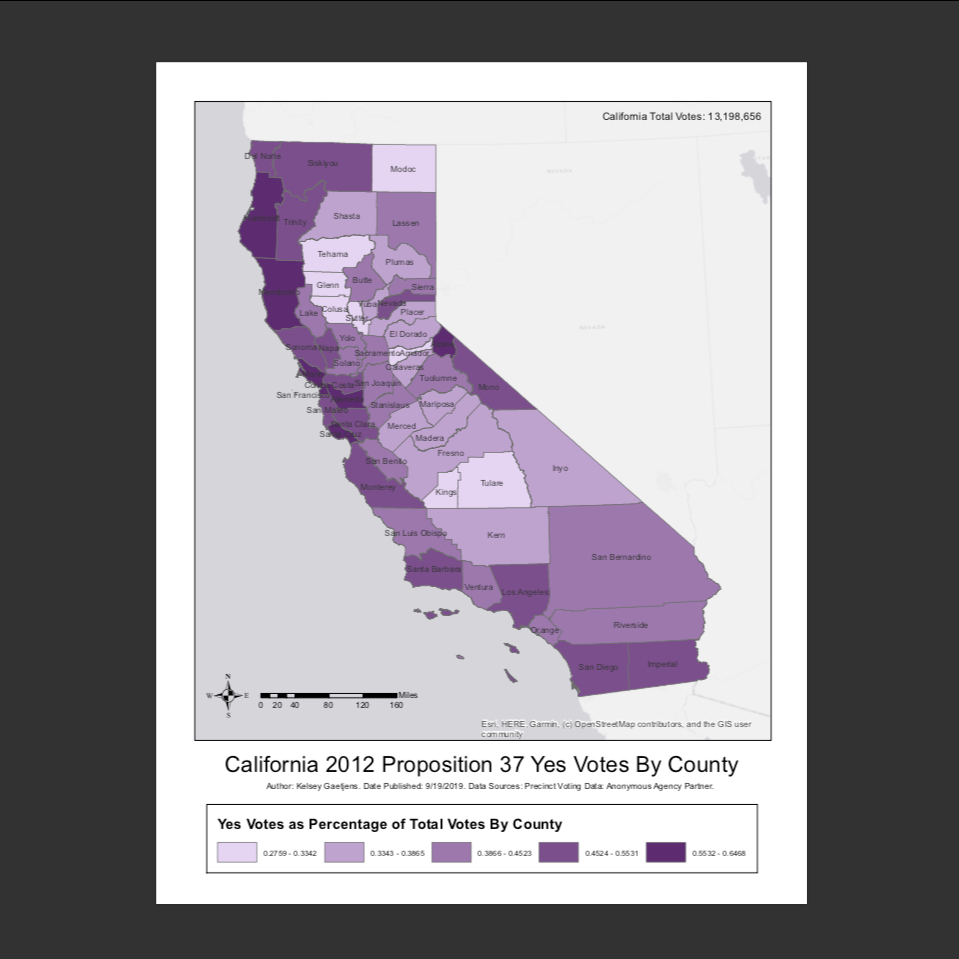 California Total Votes: 13,198,656
Del Norte
Siskiyou
Modoc
Trinity
Shasta
Lassen
Tehama
Plumas
Glenn
Butte
Sierra
Colusa
Yuba
Nevada
Lake
Sutter
Placer
Yolo
El Dorado
Sonoma
Napa
Sacramento
Amador
Solano
Calaveras
Contra Costa
San Joaquin
Tuolumne
Mono
San Francisco
Stanislaus
Mariposa
San Mateo
Santa Clara
Merced
Santa Cruz
Madera
San Benito
Fresno
Inyo
Monterey
Kings
Tulare
San Luis Obispo
Kern
San Bernardino
Santa Barbara
Ventura
Los Angeles
Orange
Riverside
San Diego
Imperial
NEVADA
NEVADA
N
W E
S
Miles
0 20 40 80 120 160
Esri, HERE, Garmin, (c) OpenStreetMap contributors, and the GIS user
community
California 2012 Proposition 37 Yes Votes By County
Author: Kelsey Gaetjens. Date Published: 9/19/2019. Data Sources: Precinct Voting Data: Anonymous Agency Partner.
Yes Votes as Percentage of Total Votes By County
0.2759 - 0.3342 0.3343 - 0.3865 0.3866 - 0.4523 0.4524 - 0.5531 0.5532 - 0.6468